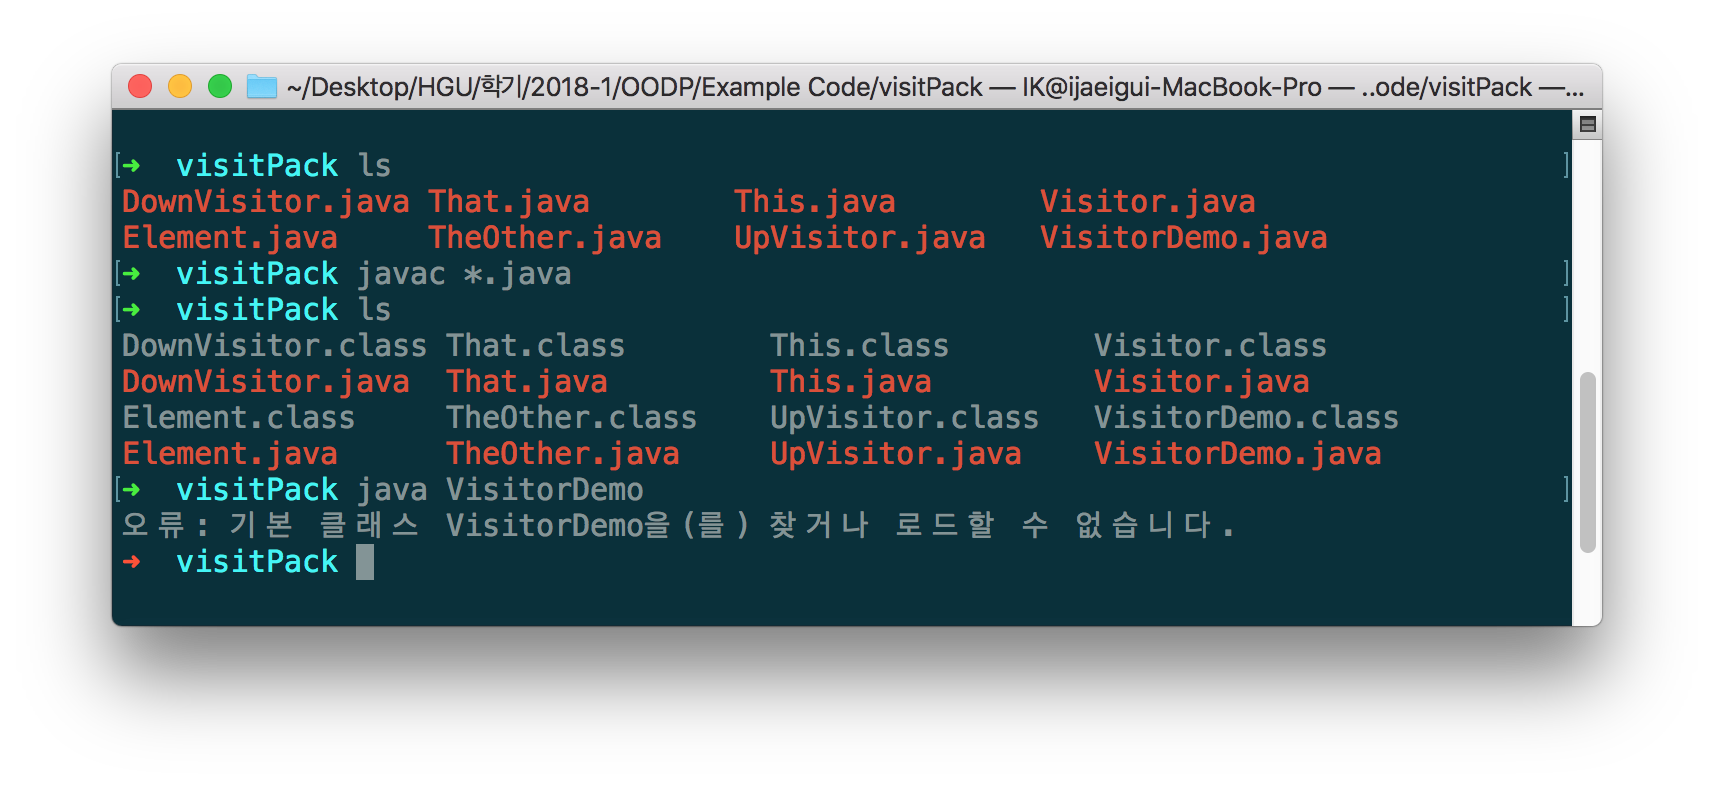 ~/Desktop/HGU/학기/2018-1/OODP/Example Code/visitPack — IK@ijaeigui-MacBook-Pro — ..ode/visitPack —...
[➜ visitPack ls ]
DownVisitor.java That.java This.java Visitor.java
Element.java TheOther.java UpVisitor.java VisitorDemo.java
[➜ visitPack javac *.java ]
[➜ visitPack ls ]
DownVisitor.class That.class This.class Visitor.class
DownVisitor.java That.java This.java Visitor.java
Element.class TheOther.class UpVisitor.class VisitorDemo.class
Element.java TheOther.java UpVisitor.java VisitorDemo.java
[➜ visitPack java VisitorDemo ]
오류: 기본 클래스 VisitorDemo을(를) 찾거나 로드할 수 없습니다.
➜ visitPack